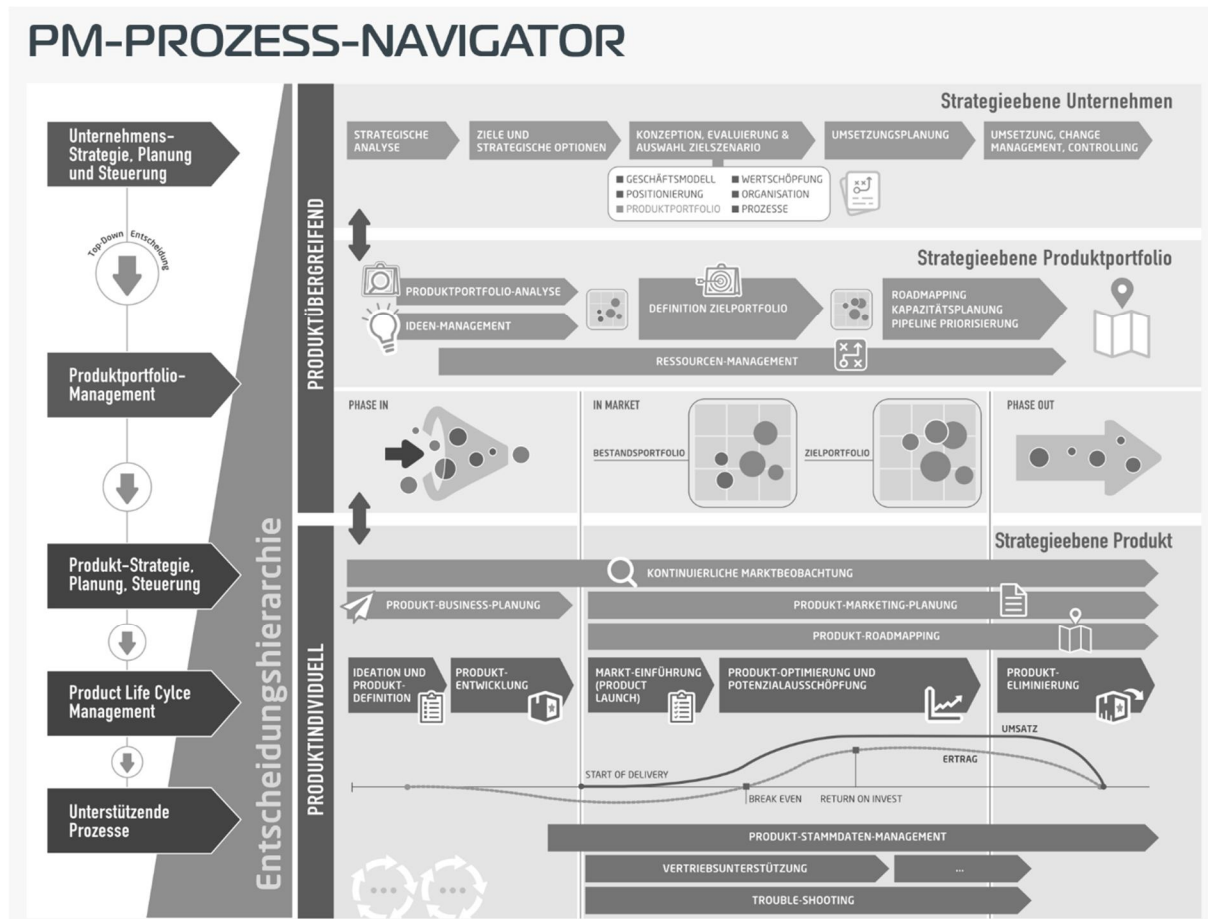 PM-PROZESS-NAVIGATOR
Unternehmens-
Strategie, Planung
und Steuerung
Top-Down Entscheidung
Produktportfolio-
Management
Produkt-Strategie,
Planung, Steuerung
Product Life Cylce
Management
Unterstützende
Prozesse
Entscheidungshierarchie
PRODUKTÜBERGREIFEND
PRODUKTINDIVIDUELL
Strategieebene Unternehmen
STRATEGISCHE
ANALYSE
ZIELE UND
STRATEGISCHE OPTIONEN
KONZEPTION, EVALUIERUNG &
AUSWAHL ZIELSZENARIO
UMSETZUNGSPLANUNG
UMSETZUNG, CHANGE
MANAGEMENT, CONTROLLING
GESCHÄFTSMODELL
POSITIONIERUNG
PRODUKTPORTFOLIO
WERTSCHÖPFUNG
ORGANISATION
PROZESSE
Strategieebene Produktportfolio
PRODUKTPORTFOLIO-ANALYSE
IDEEN-MANAGEMENT
DEFINITION ZIELPORTFOLIO
ROADMAPPING
KAPAZITÄTSPLANUNG
PIPELINE PRIORISIERUNG
RESSOURCEN-MANAGEMENT
PHASE IN
IN MARKET
BESTANDSPORTFOLIO
ZIELPORTFOLIO
PHASE OUT
Strategieebene Produkt
KONTINUIERLICHE MARKTBEOBACHTUNG
PRODUKT-BUSINESS-PLANUNG
PRODUKT-MARKETING-PLANUNG
PRODUKT-ROADMAPPING
IDEATION UND
PRODUKT-
DEFINITION
PRODUKT-
ENTWICKLUNG
MARKT-EINFÜHRUNG
(PRODUCT
LAUNCH)
PRODUKT-OPTIMIERUNG UND
POTENZIALAUSSCHÖPFUNG
PRODUKT-
ELIMINIERUNG
UMSATZ
ERTRAG
START OF DELIVERY
BREAK EVEN
RETURN ON INVEST
PRODUKT-STAMMDATEN-MANAGEMENT
VERTRIEBSUNTERSTÜTZUNG
...
TROUBLE-SHOOTING